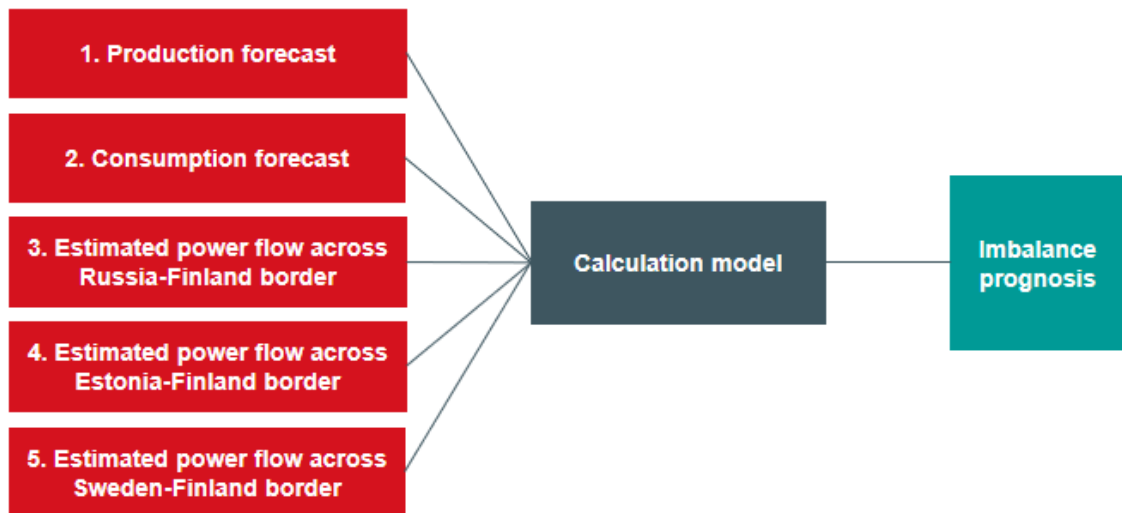 1. Production forecast
2. Consumption forecast
3. Estimated power flow across
Russia-Finland border
4. Estimated power flow across
Estonia-Finland border
5. Estimated power flow across
Sweden-Finland border
Calculation model
Imbalance
prognosis